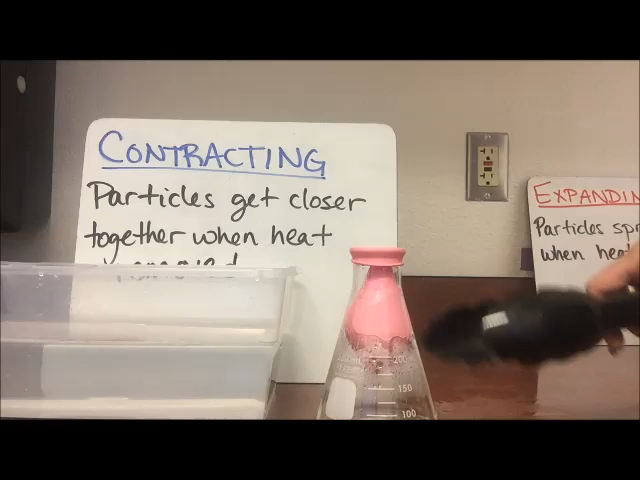 CONTRACTING
Particles get closer
together when heat
EXPANDIN
Particles spr
when hea
200
150
100